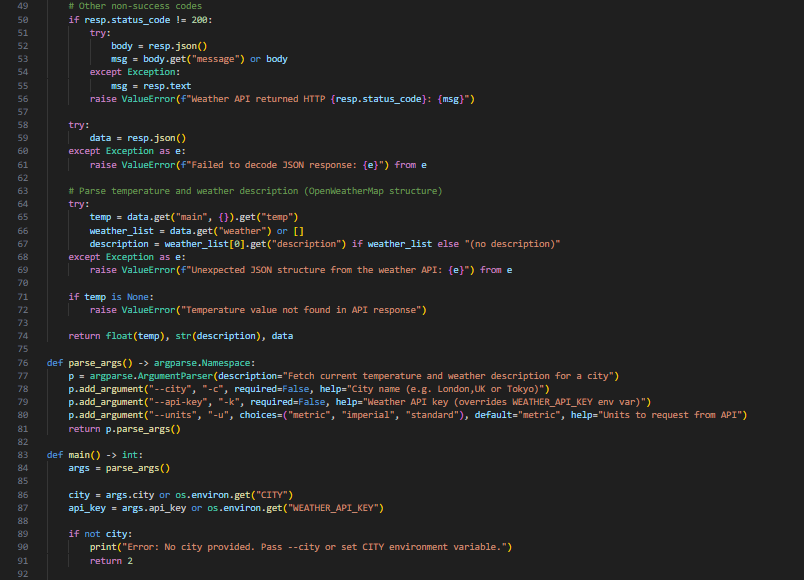 49     # Other non-success codes
50     if resp.status_code != 200:
51         try:
52             body = resp.json()
53             msg = body.get("message") or body
54         except Exception:
55             msg = resp.text
56         raise ValueError(f"Weather API returned HTTP {resp.status_code}: {msg}")
57
58     try:
59         data = resp.json()
60     except Exception as e:
61         raise ValueError(f"Failed to decode JSON response: {e}") from e
62
63     # Parse temperature and weather description (OpenWeatherMap structure)
64     try:
65         temp = data.get("main", {}).get("temp")
66         weather_list = data.get("weather") or []
67         description = weather_list[0].get("description") if weather_list else "(no description)"
68     except Exception as e:
69         raise ValueError(f"Unexpected JSON structure from the weather API: {e}") from e
70
71     if temp is None:
72         raise ValueError("Temperature value not found in API response")
73
74     return float(temp), str(description), data
75
76 def parse_args() -> argparse.Namespace:
77     p = argparse.ArgumentParser(description="Fetch current temperature and weather description for a city")
78     p.add_argument("--city", "-c", required=False, help="City name (e.g. London,UK or Tokyo)")
79     p.add_argument("--api-key", "-k", required=False, help="Weather API key (overrides WEATHER_API_KEY env var)")
80     p.add_argument("--units", "-u", choices=("metric", "imperial", "standard"), default="metric", help="Units to request from API")
81     return p.parse_args()
82
83 def main() -> int:
84     args = parse_args()
85
86     city = args.city or os.environ.get("CITY")
87     api_key = args.api_key or os.environ.get("WEATHER_API_KEY")
88
89     if not city:
90         print("Error: No city provided. Pass --city or set CITY environment variable.")
91         return 2
92